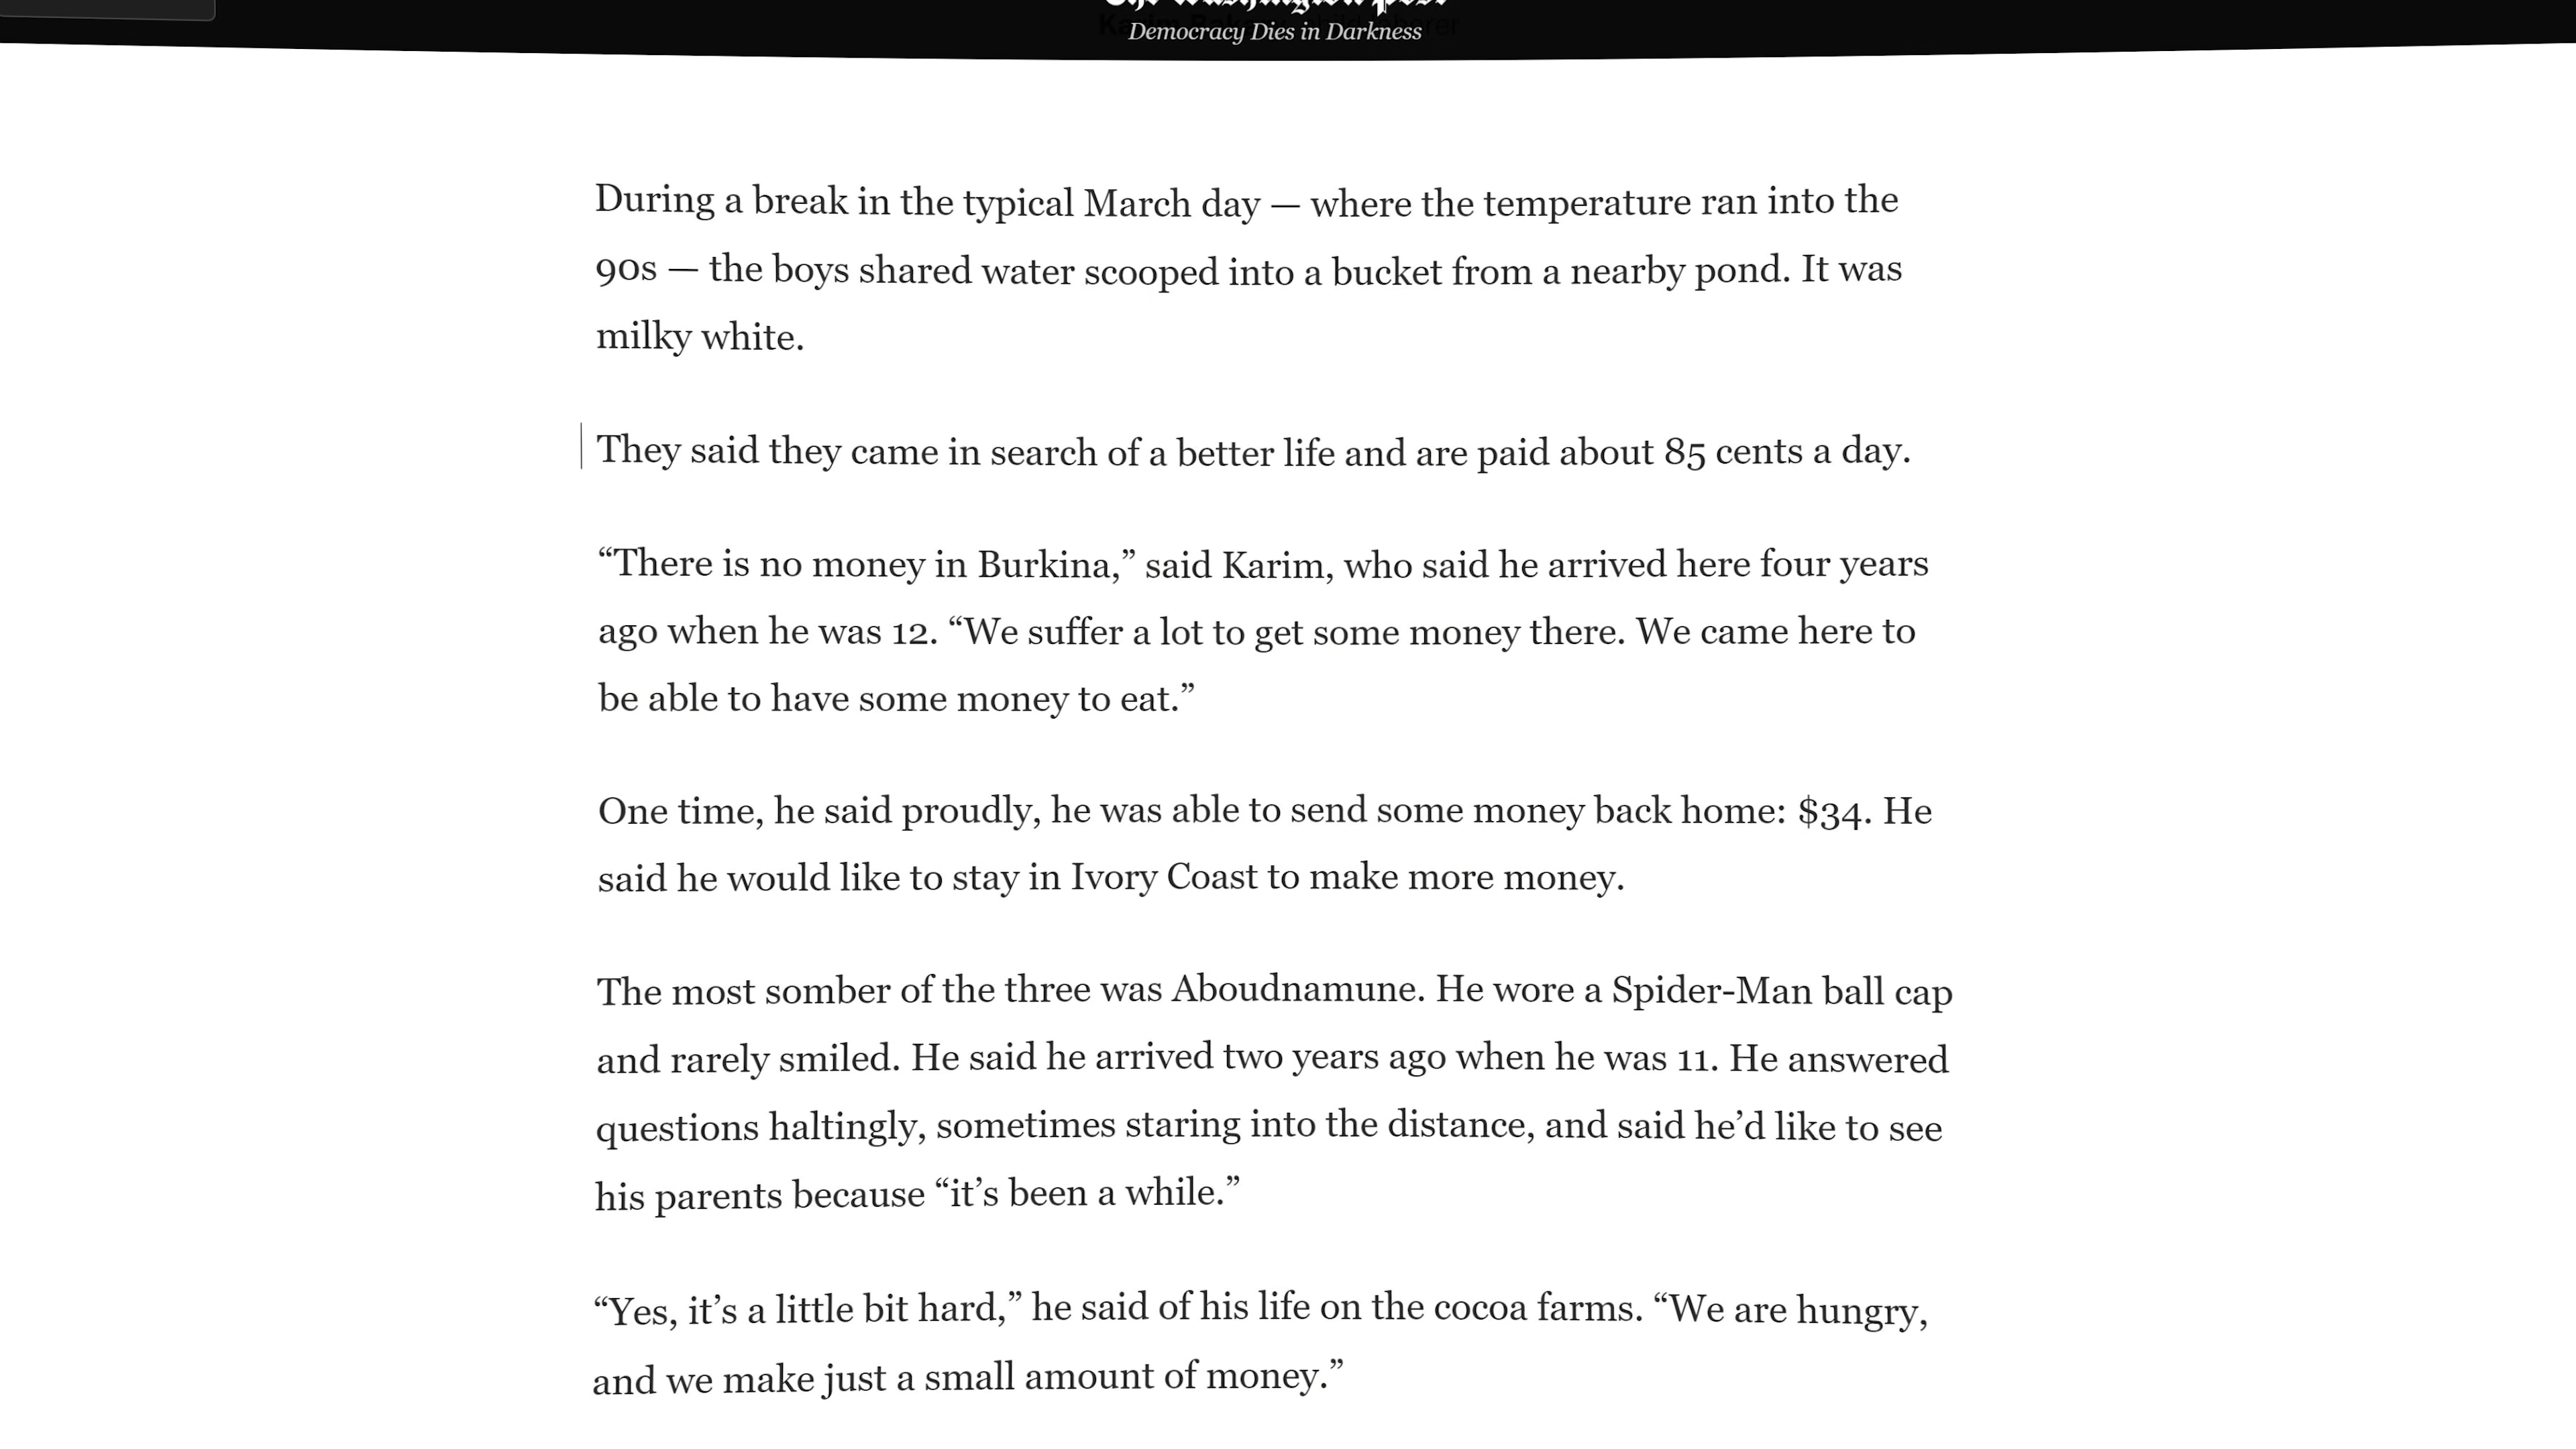 The Washington Post
Democracy Dies in Darkness
During a break in the typical March day — where the temperature ran into the
90s — the boys shared water scooped into a bucket from a nearby pond. It was
milky white.
They said they came in search of a better life and are paid about 85 cents a day.
“There is no money in Burkina,” said Karim, who said he arrived here four years
ago when he was 12. “We suffer a lot to get some money there. We came here to
be able to have some money to eat.”
One time, he said proudly, he was able to send some money back home: $34. He
said he would like to stay in Ivory Coast to make more money.
The most somber of the three was Aboudnamune. He wore a Spider-Man ball cap
and rarely smiled. He said he arrived two years ago when he was 11. He answered
questions haltingly, sometimes staring into the distance, and said he’d like to see
his parents because “it’s been a while.”
“Yes, it’s a little bit hard,” he said of his life on the cocoa farms. “We are hungry,
and we make just a small amount of money.”